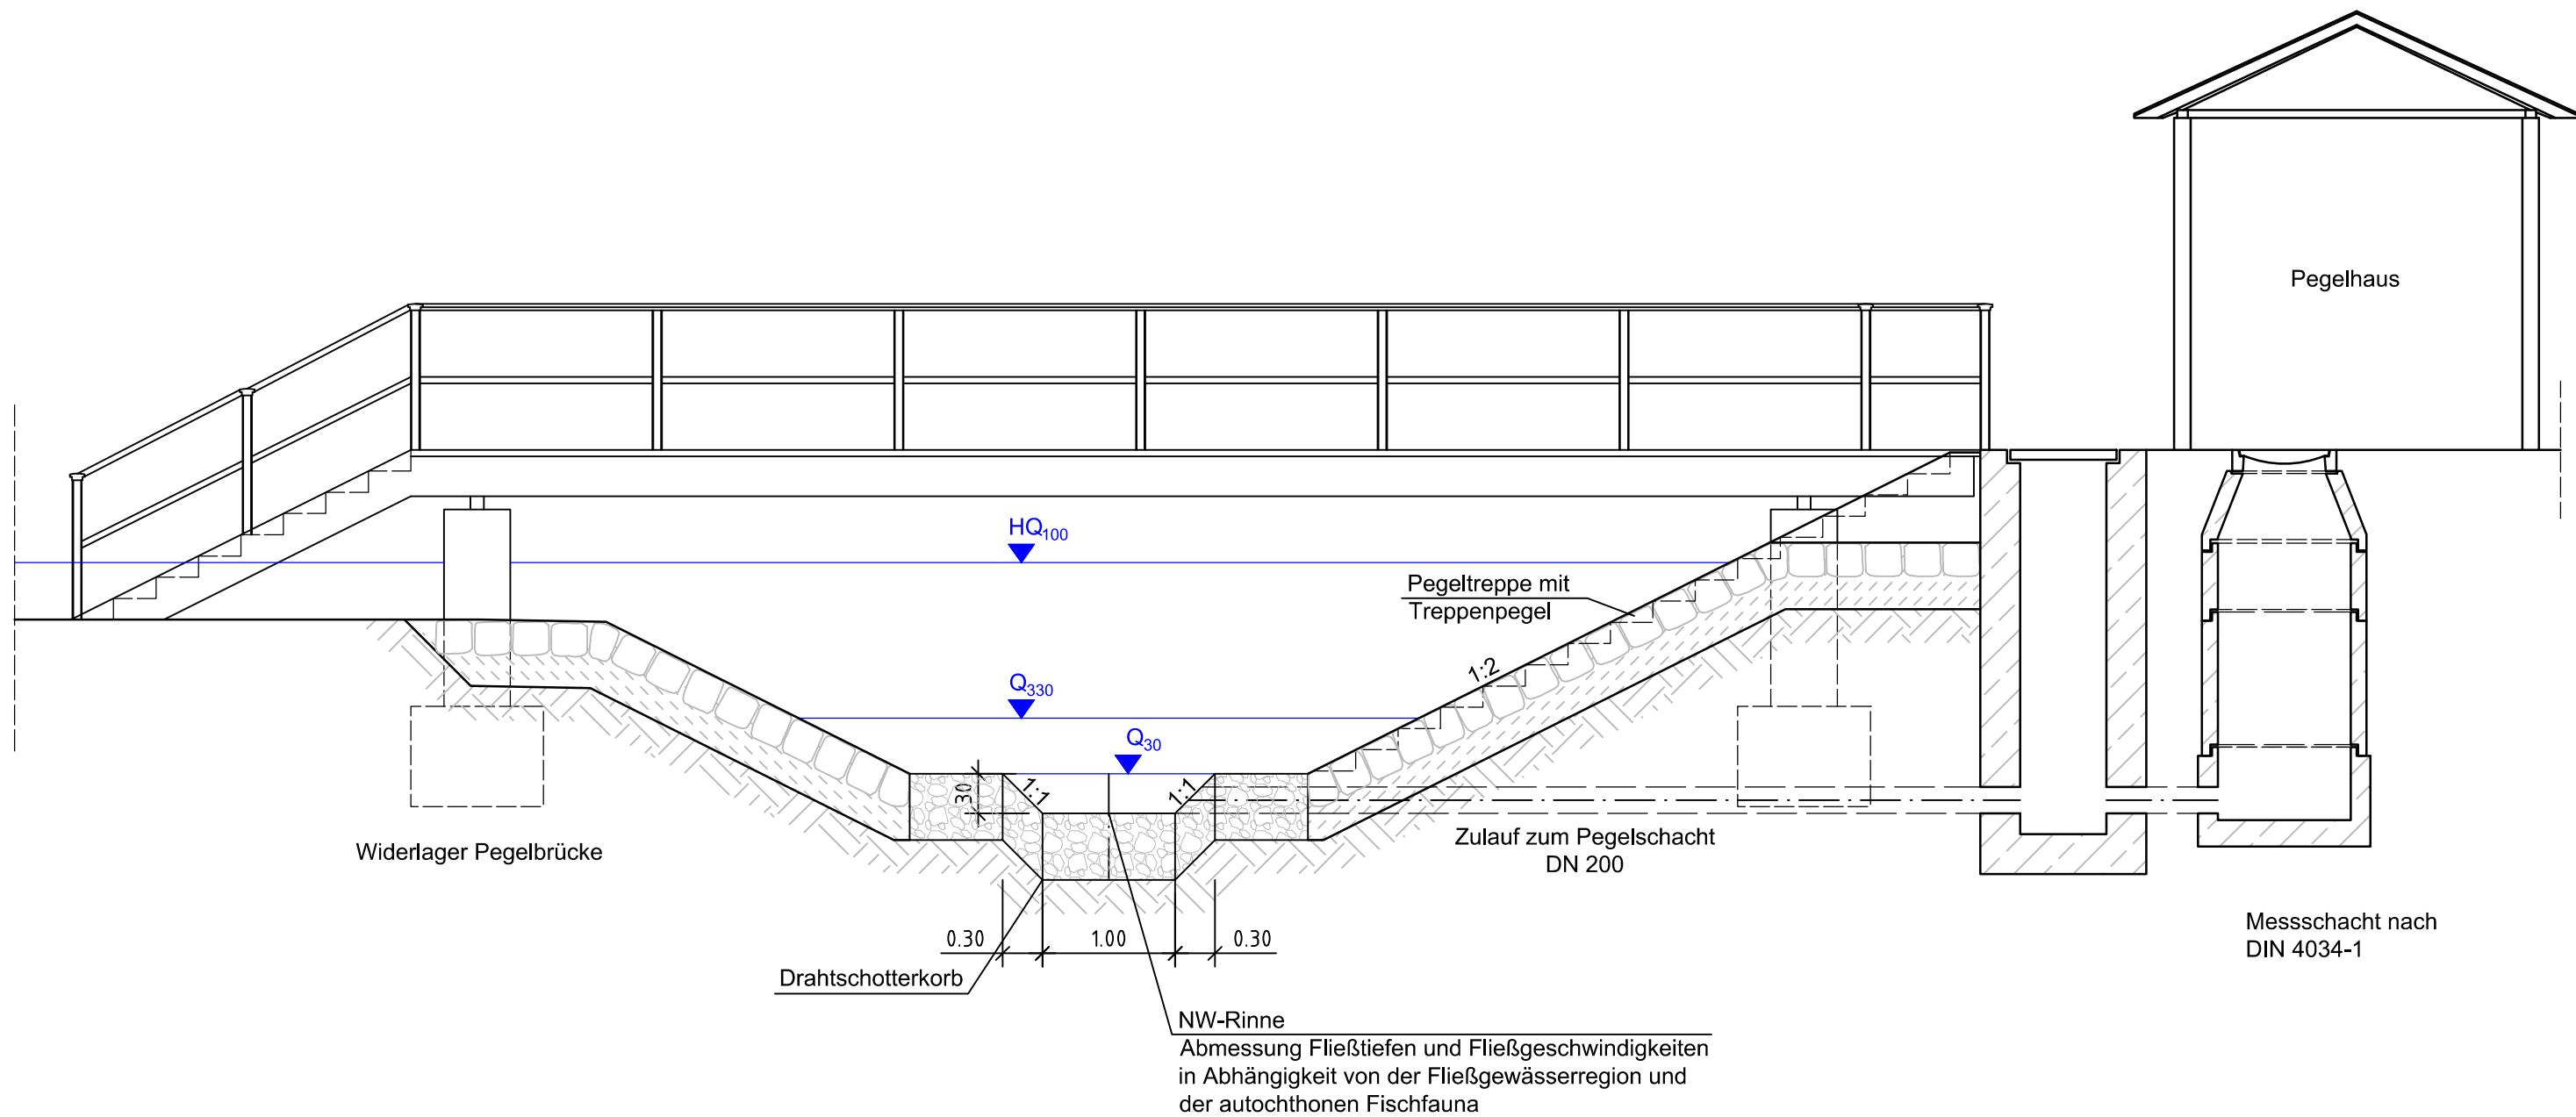 Pegelhaus
HQ100
Pegeltreppe mit
Treppenpegel
1:2
Q330
Q30
30
1:1
1:1
Zulauf zum Pegelschacht
DN 200
Widerlager Pegelbrücke
Messschacht nach
DIN 4034-1
0.30
1.00
0.30
Drahtschotterkorb
NW-Rinne
Abmessung Fließtiefen und Fließgeschwindigkeiten
in Abhängigkeit von der Fließgewässerregion und
der autochthonen Fischfauna